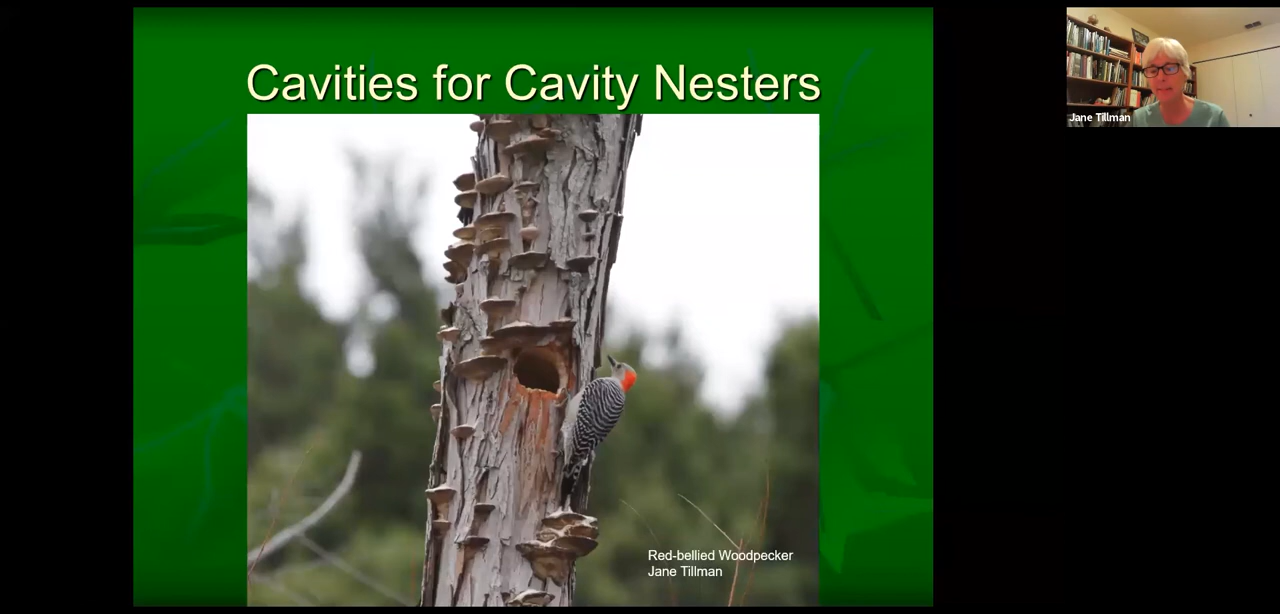 Cavities for Cavity Nesters
Jane Tillman
Red-bellied Woodpecker
Jane Tillman